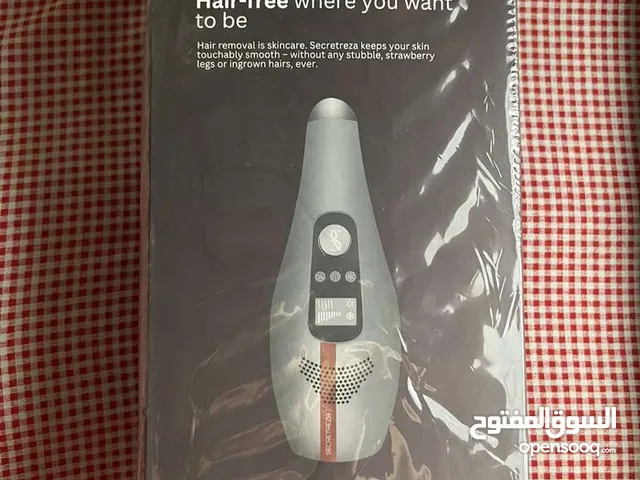 Hair-free where you want
to be
Hair removal is skincare. Secretreza keeps your skin
touchably smooth – without any stubble, strawberry
legs or ingrown hairs, ever.
SECRETREZA
السوق المفتوح
opensooq.com